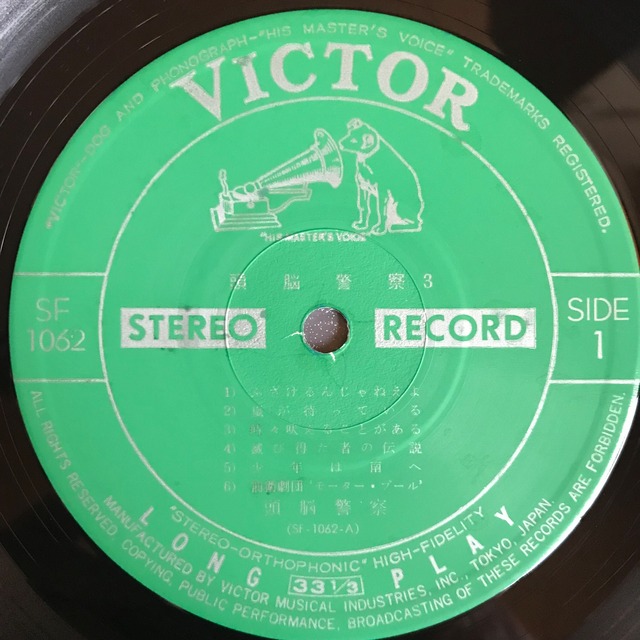 "VICTOR–DOG AND PHONOGRAPH–"HIS MASTER'S VOICE" TRADEMARKS REGISTERED.
VICTOR
"HIS MASTER'S VOICE"
頭脳警察3
SF
1062
STEREO RECORD
SIDE
1
1) ふざけるんじゃねえよ
2) 嵐が待っている
3) 時々吠えることがある
4) 滅び得た者の伝説
5) 少年は南へ
6) 前衛劇団"モーター・プール"
頭脳警察
(SF-1062-A)
"STEREO–ORTHOPHONIC" HIGH–FIDELITY
LONG 33 1/3 PLAY
MANUFACTURED BY VICTOR MUSICAL INDUSTRIES, INC., TOKYO, JAPAN.
ALL RIGHTS RESERVED. COPYING, PUBLIC PERFORMANCE, BROADCASTING OF THESE RECORDS ARE FORBIDDEN.